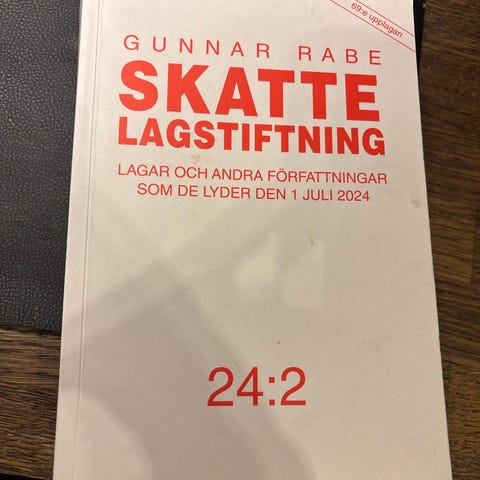 69:e upplagan
GUNNAR RABE
SKATTE
LAGSTIFTNING
LAGAR OCH ANDRA FÖRFATTNINGAR
SOM DE LYDER DEN 1 JULI 2024
24:2